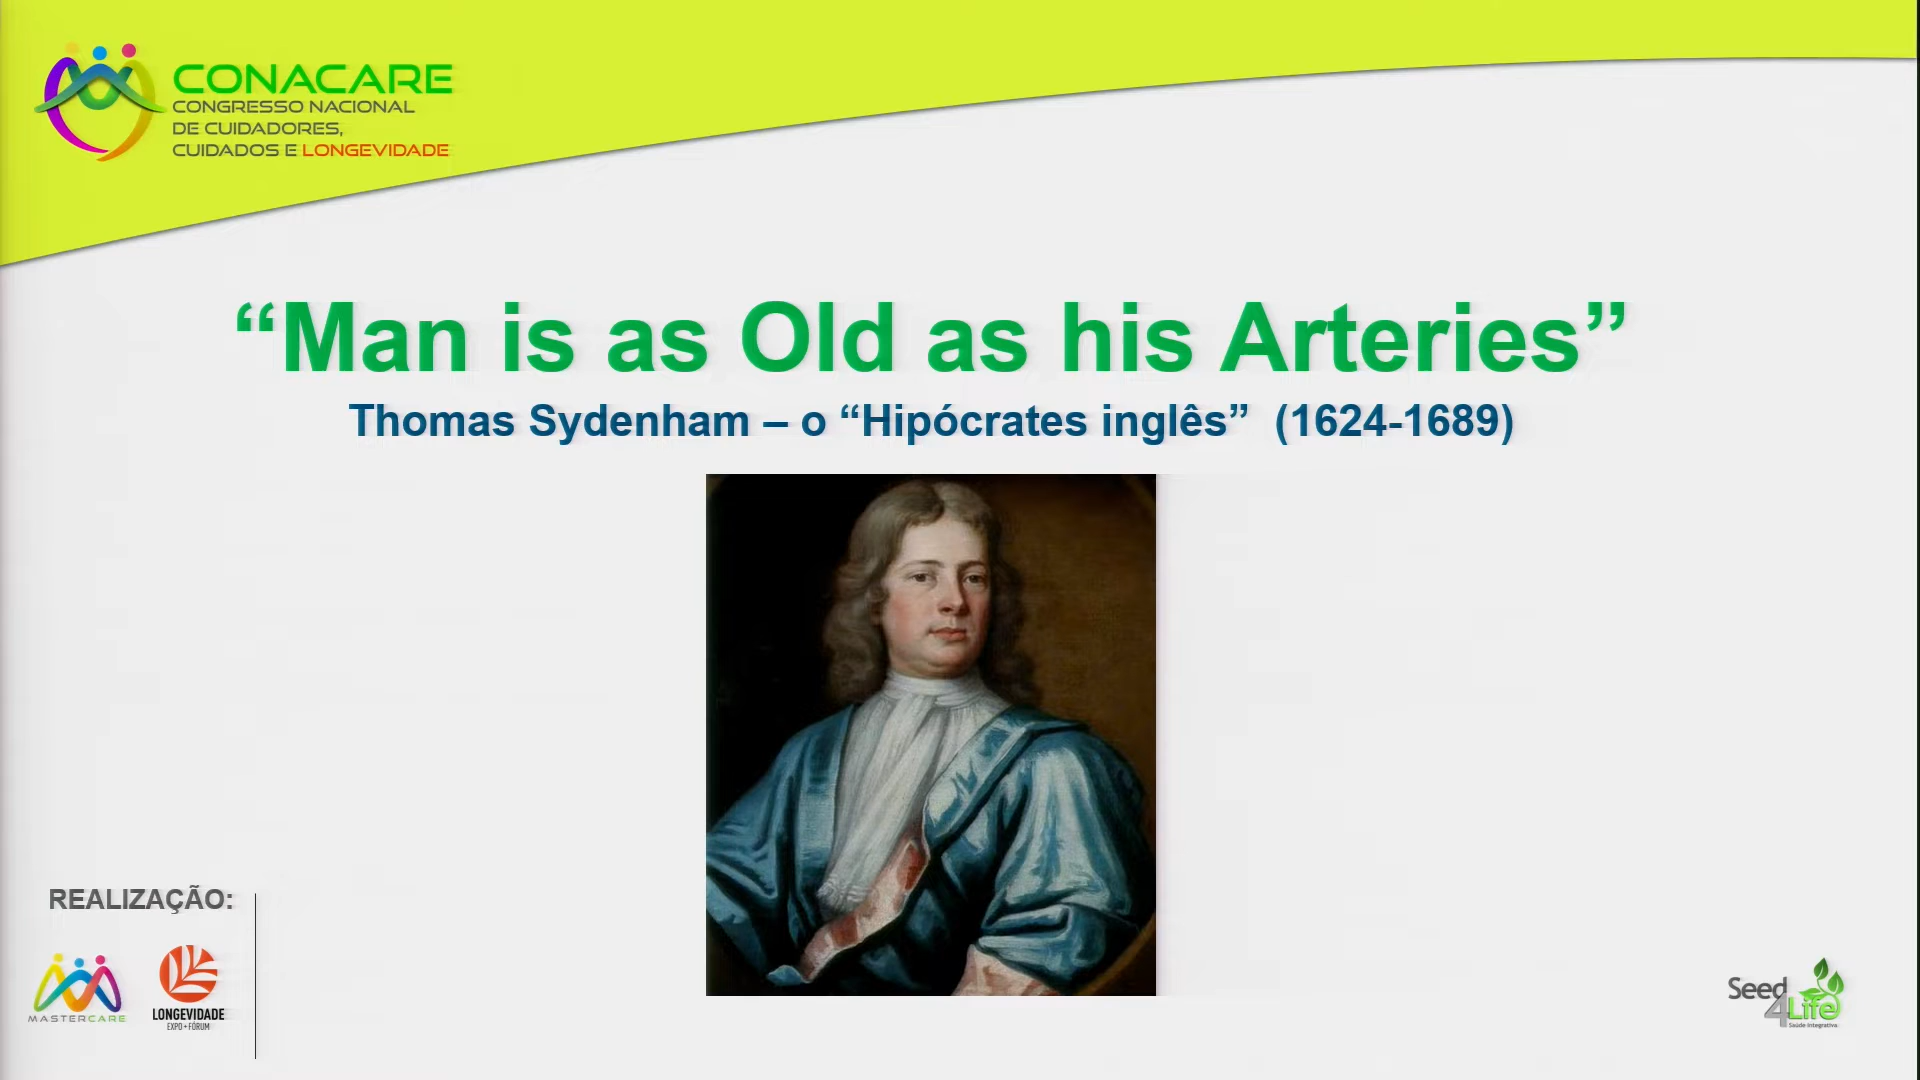 CONACARE
CONGRESSO NACIONAL
DE CUIDADORES,
CUIDADOS E LONGEVIDADE
“Man is as Old as his Arteries”
Thomas Sydenham – o “Hipócrates inglês” (1624-1689)
REALIZAÇÃO:
MASTERCARE
LONGEVIDADE
EXPO+FÓRUM
Seed
4Life
Saúde Integrativa